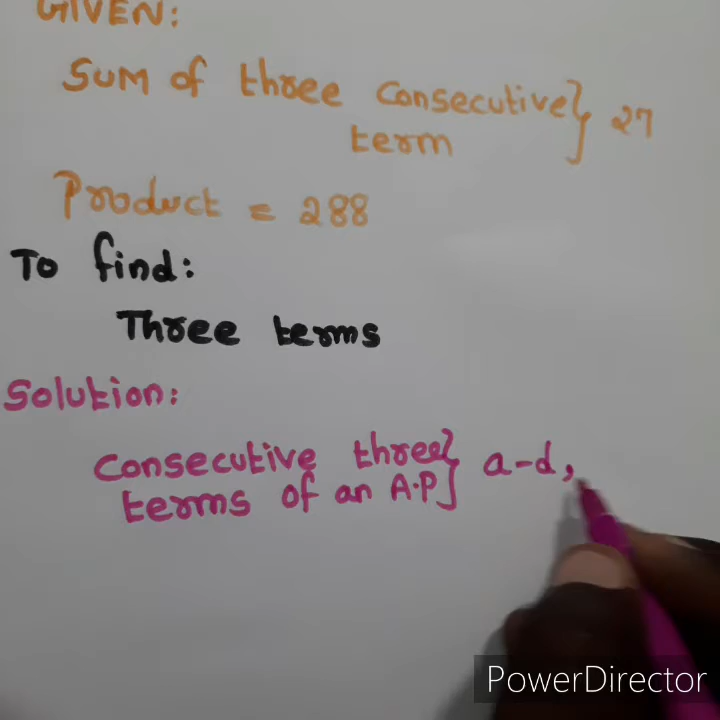 GIVEN:
Sum of three consecutive } 27
term
Product = 288
To find:
Three terms
Solution:
consecutive three } a-d,
terms of an A.P
PowerDirector